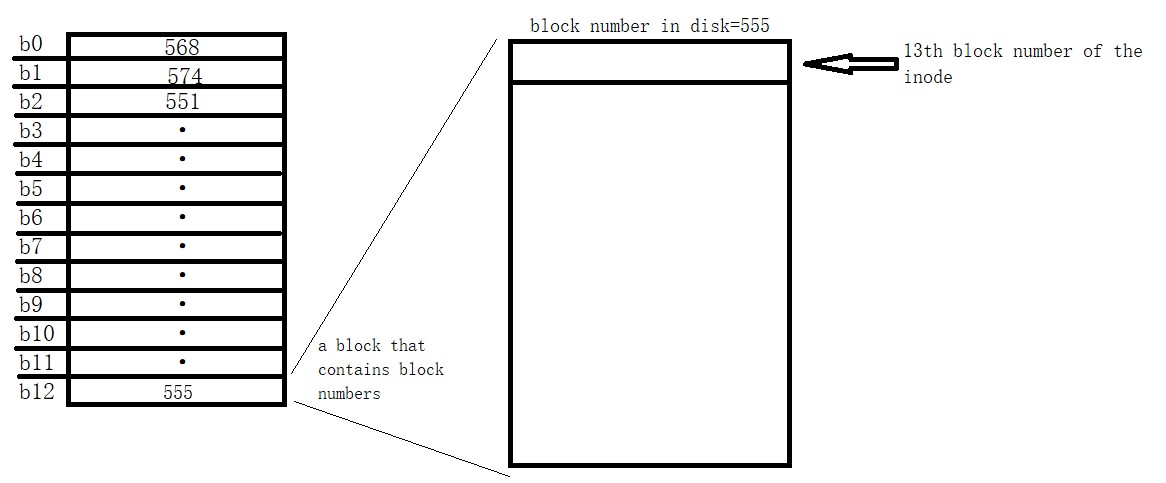 block number in disk=555
b0 568
b1 574
b2 551
b3
b4
b5
b6
b7
b8
b9
b10
b11
b12 555
a block that
contains block
numbers
13th block number of the
inode